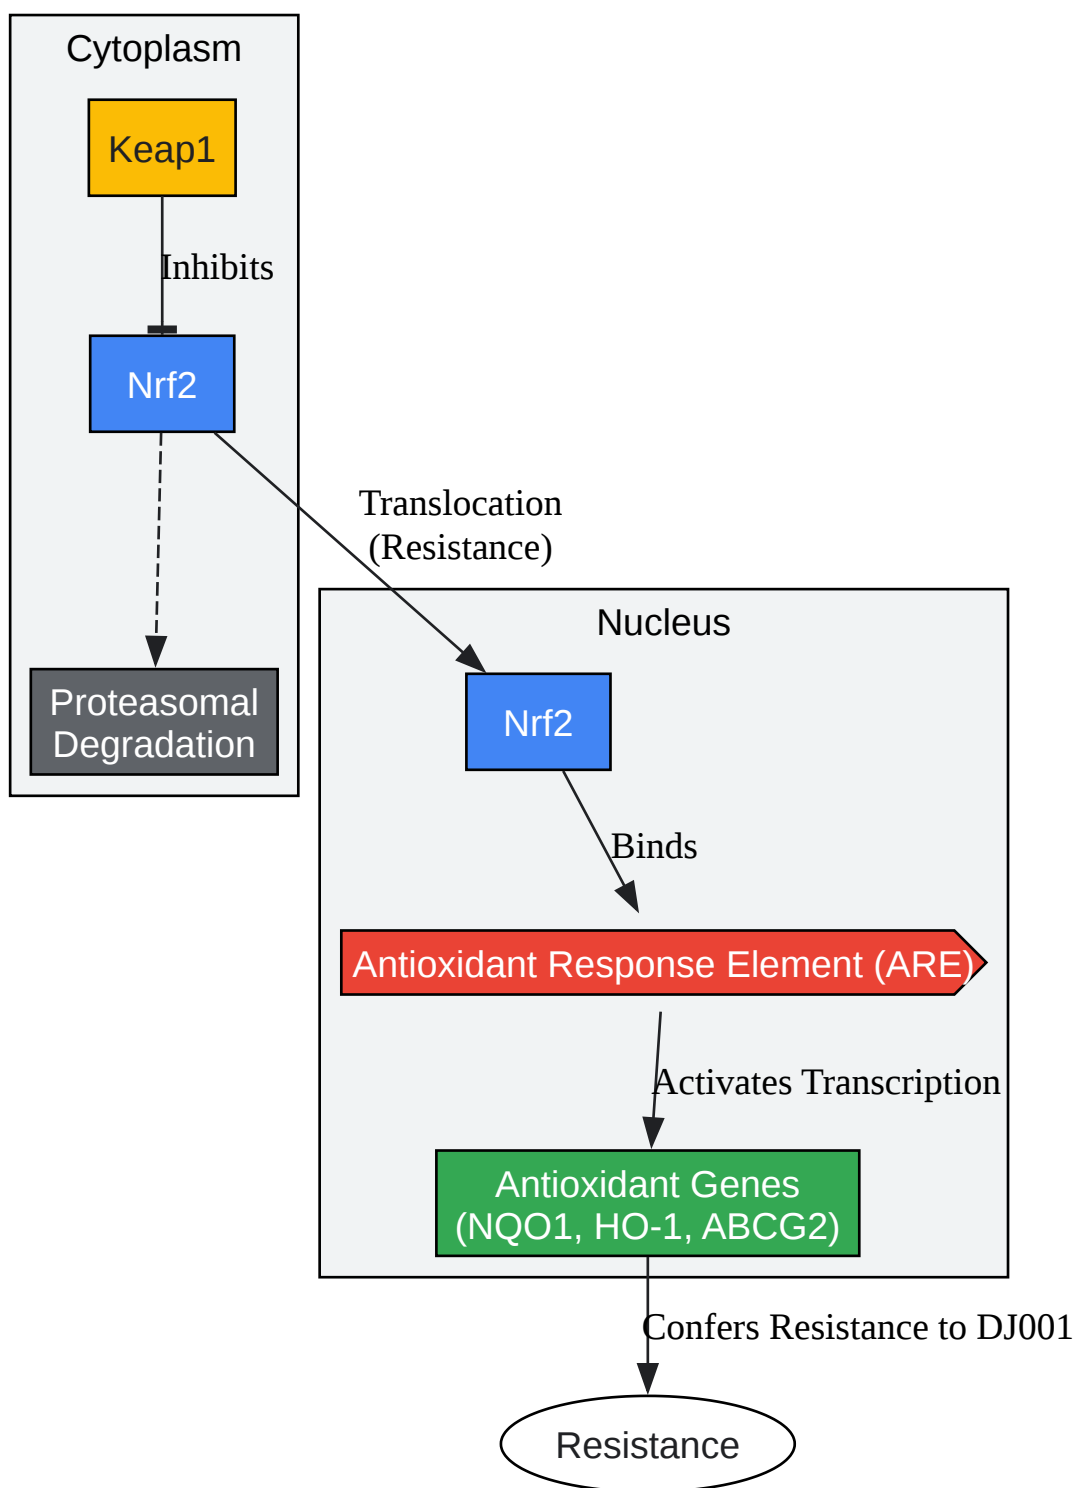 Cytoplasm
Keap1
Inhibits
Nrf2
Translocation
(Resistance)
Proteasomal
Degradation
Nucleus
Nrf2
Binds
Antioxidant Response Element (ARE)
Activates Transcription
Antioxidant Genes
(NQO1, HO-1, ABCG2)
Confers Resistance to DJ001
Resistance